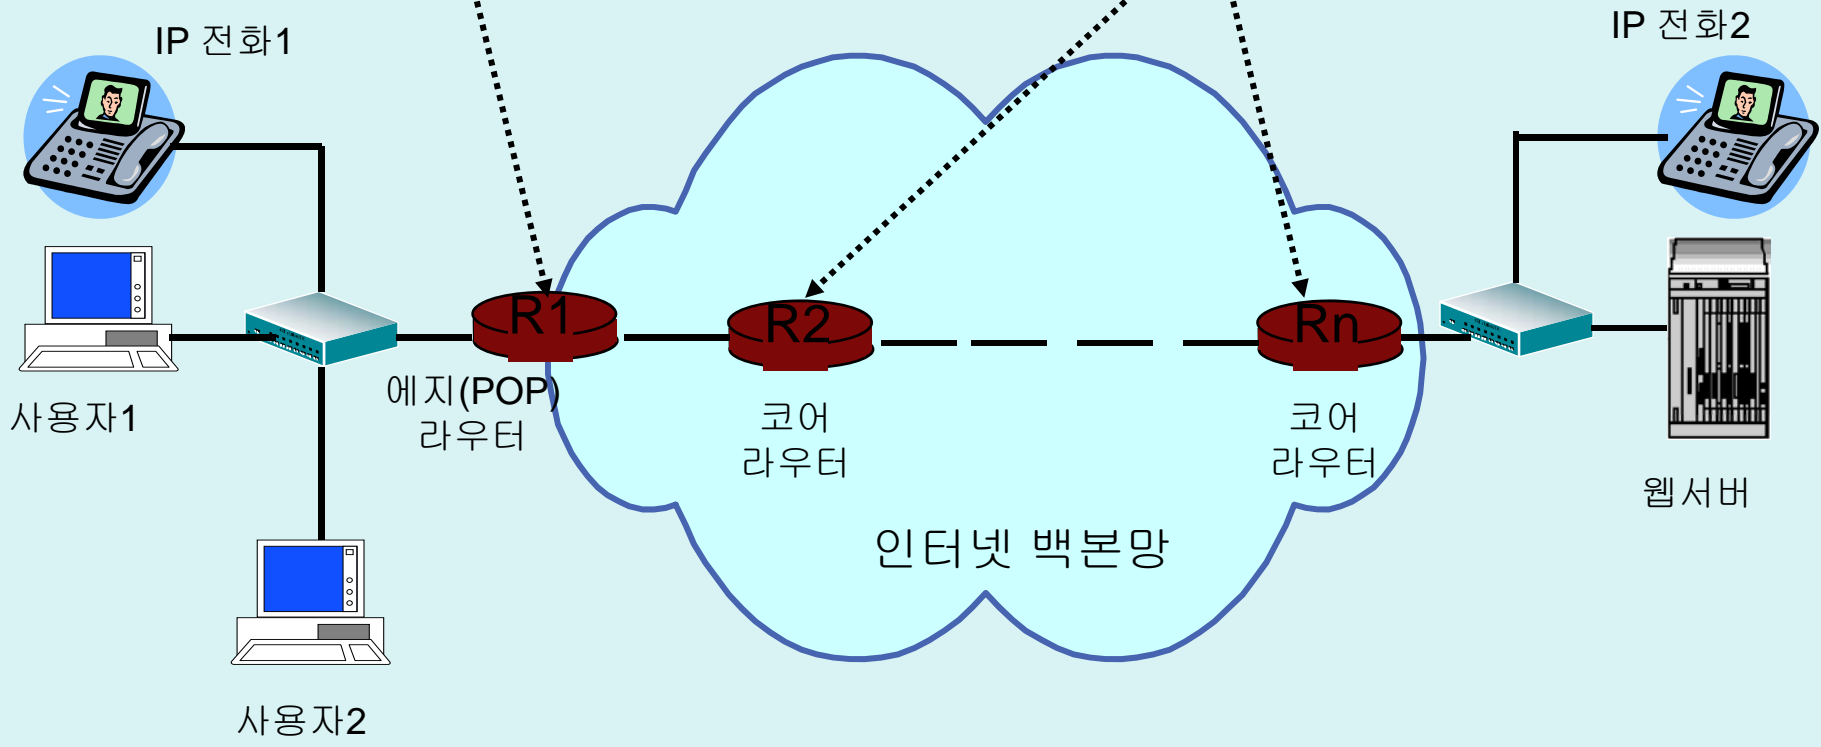 IP 전화1
IP 전화2
R1
R2
Rn
에지(POP)
라우터
코어
라우터
코어
라우터
사용자1
웹서버
인터넷 백본망
사용자2